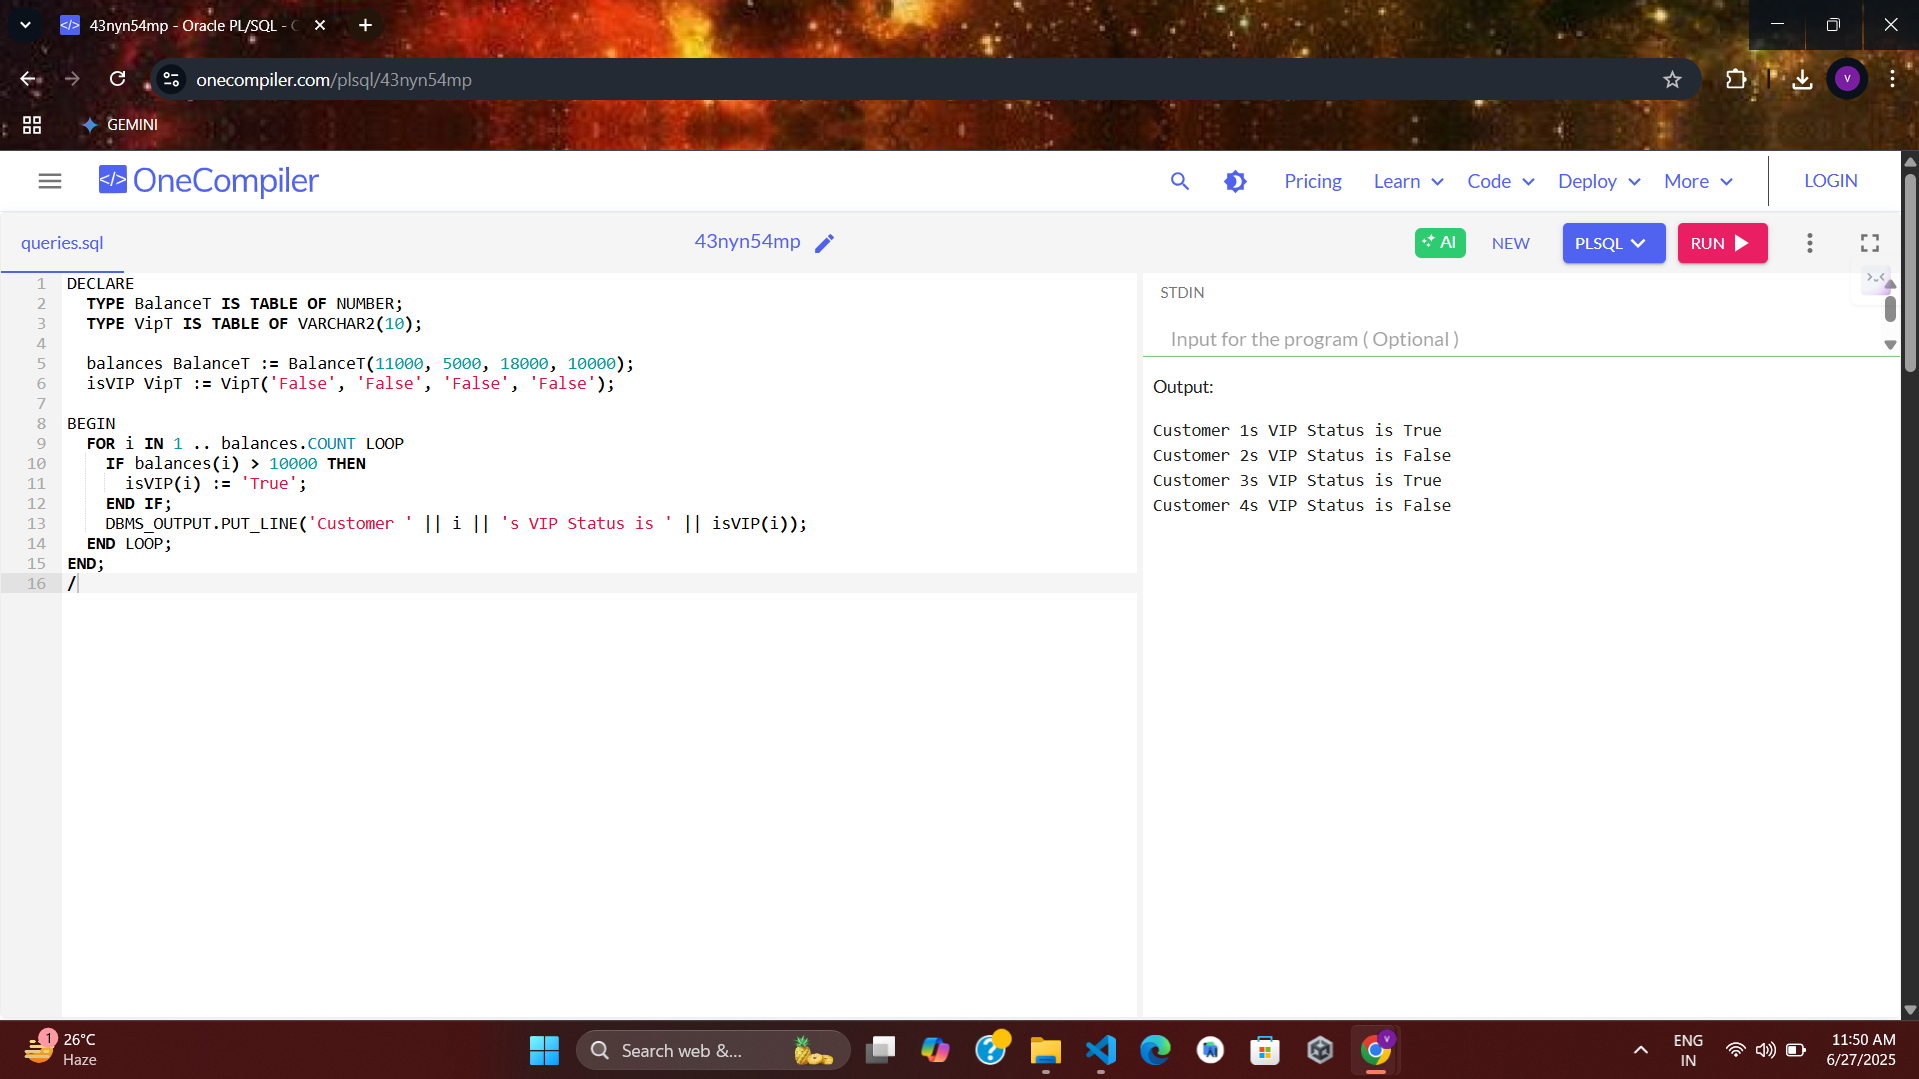 43nyn54mp - Oracle PL/SQL -
onecompiler.com/plsql/43nyn54mp
V
GEMINI
</> OneCompiler
Pricing
Learn
Code
Deploy
More
LOGIN
queries.sql
43nyn54mp
AI
NEW
PLSQL
RUN
1 DECLARE
2 TYPE BalanceT IS TABLE OF NUMBER;
3 TYPE VipT IS TABLE OF VARCHAR2(10);
4
5 balances BalanceT := BalanceT(11000, 5000, 18000, 10000);
6 isVIP VipT := VipT('False', 'False', 'False', 'False');
7
8 BEGIN
9 FOR i IN 1 .. balances.COUNT LOOP
10 IF balances(i) > 10000 THEN
11 isVIP(i) := 'True';
12 END IF;
13 DBMS_OUTPUT.PUT_LINE('Customer ' || i || 's VIP Status is ' || isVIP(i));
14 END LOOP;
15 END;
16 /
STDIN
Input for the program ( Optional )
Output:
Customer 1s VIP Status is True
Customer 2s VIP Status is False
Customer 3s VIP Status is True
Customer 4s VIP Status is False
1
26°C
Haze
Search web &...
ENG
IN
11:50 AM
6/27/2025